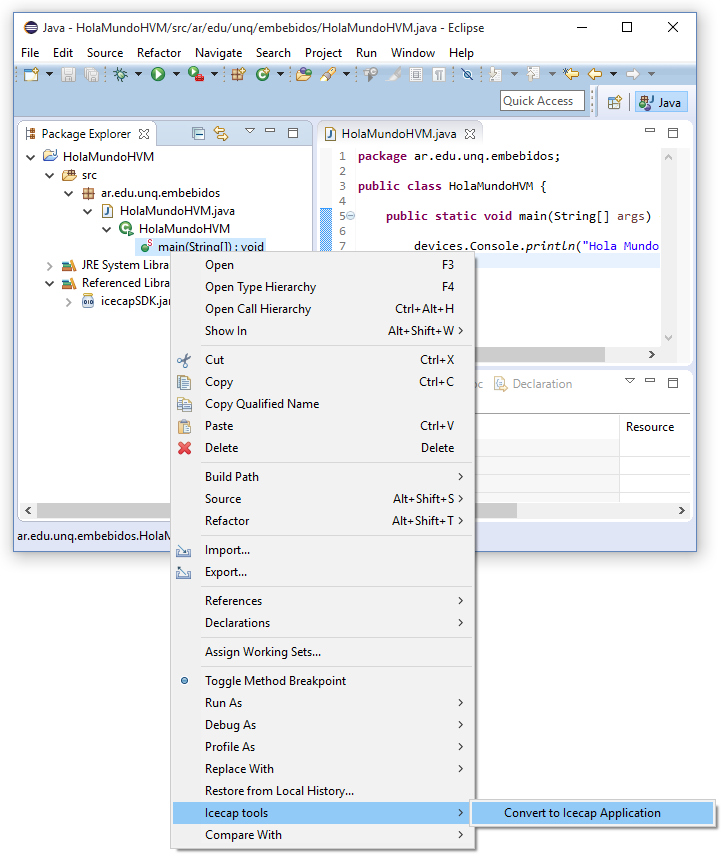 Java - HolaMundoHVM/src/ar/edu/unq/embebidos/HolaMundoHVM.java - Eclipse
File Edit Source Refactor Navigate Search Project Run Window Help
Quick Access Java
Package Explorer
HolaMundoHVM
src
ar.edu.unq.embebidos
HolaMundoHVM.java
HolaMundoHVM
main(String[]) : void
JRE System Libra
Referenced Librar
icecapSDK.jar
HolaMundoHVM.java
1 package ar.edu.unq.embebidos;
2
3 public class HolaMundoHVM {
4
5 public static void main(String[] args)
6
7 devices.Console.println("Hola Mundo
Declaration
Resource
ar.edu.unq.embebidos.HolaM
Open F3
Open Type Hierarchy F4
Open Call Hierarchy Ctrl+Alt+H
Show In Alt+Shift+W >
Cut Ctrl+X
Copy Ctrl+C
Copy Qualified Name
Paste Ctrl+V
Delete Delete
Build Path >
Source Alt+Shift+S >
Refactor Alt+Shift+T >
Import...
Export...
References >
Declarations >
Assign Working Sets...
Toggle Method Breakpoint
Run As >
Debug As >
Profile As >
Replace With >
Restore from Local History...
Icecap tools >
Convert to Icecap Application
Compare With >